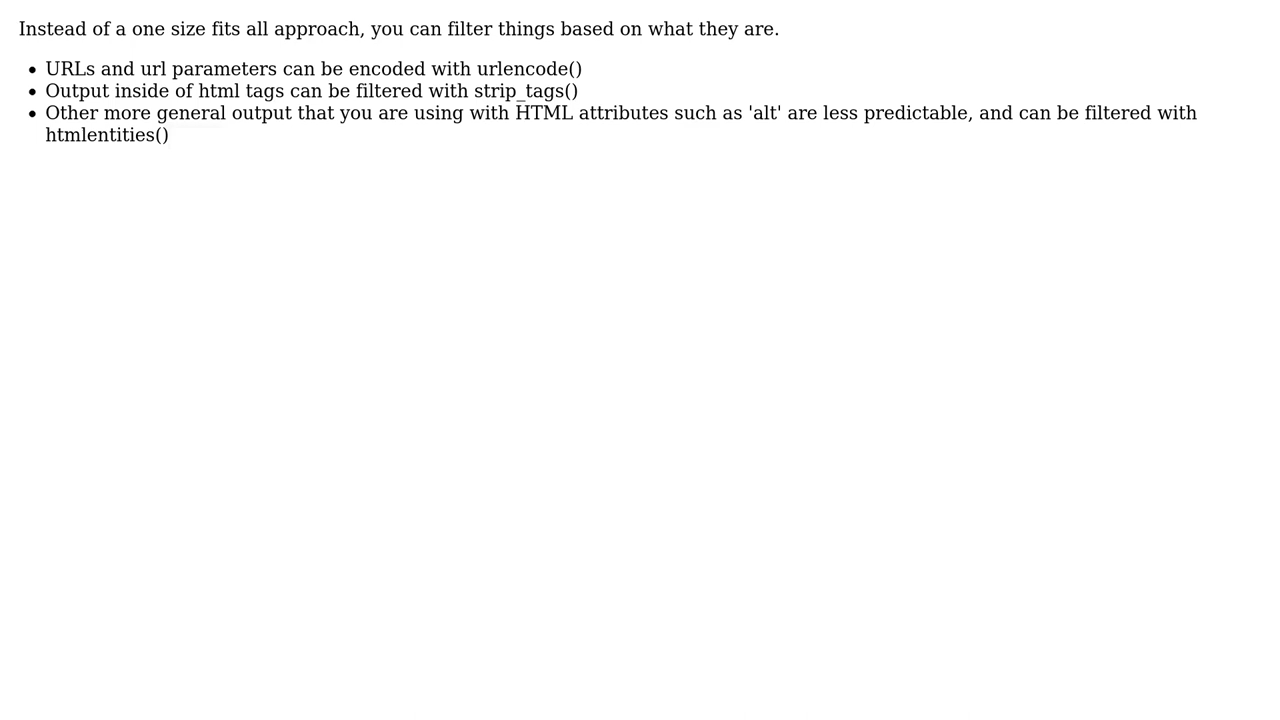 Instead of a one size fits all approach, you can filter things based on what they are.
• URLs and url parameters can be encoded with urlencode()
• Output inside of html tags can be filtered with strip_tags()
• Other more general output that you are using with HTML attributes such as 'alt' are less predictable, and can be filtered with
htmlentities()